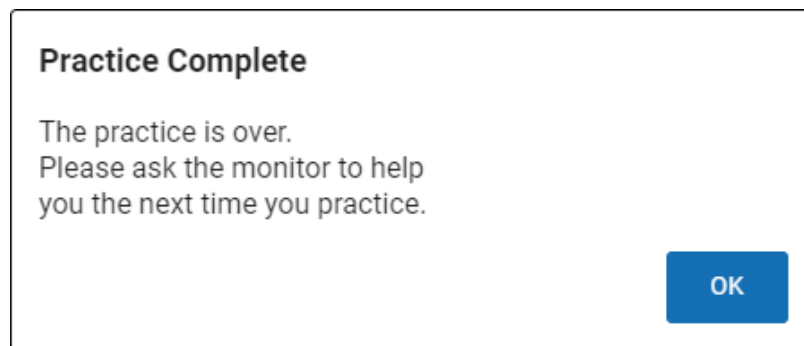 Practice Complete
The practice is over.
Please ask the monitor to help
you the next time you practice.
OK